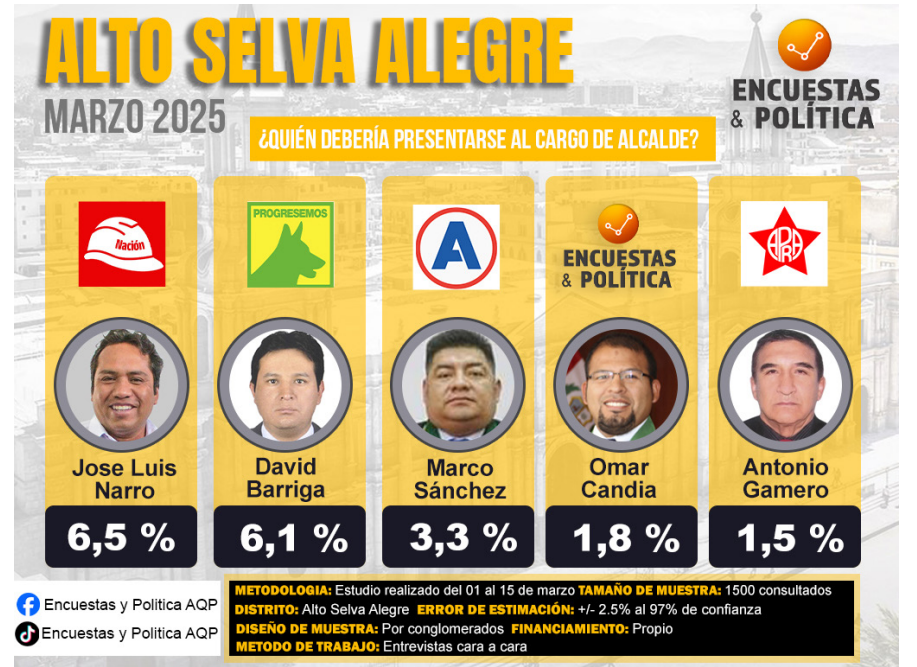 ALTO SELVA ALEGRE
MARZO 2025
ENCUESTAS
& POLÍTICA
¿QUIÉN DEBERÍA PRESENTARSE AL CARGO DE ALCALDE?
Nación
PROGRESEMOS
A
ENCUESTAS
& POLÍTICA
APRA
Jose Luis
Narro
6,5 %
David
Barriga
6,1 %
Marco
Sánchez
3,3 %
Omar
Candia
1,8 %
Antonio
Gamero
1,5 %
Encuestas y Politica AQP
Encuestas y Politica AQP
METODOLOGIA: Estudio realizado del 01 al 15 de marzo TAMAÑO DE MUESTRA: 1500 consultados
DISTRITO: Alto Selva Alegre ERROR DE ESTIMACIÓN: +/- 2.5% al 97% de confianza
DISEÑO DE MUESTRA: Por conglomerados FINANCIAMIENTO: Propio
METODO DE TRABAJO: Entrevistas cara a cara